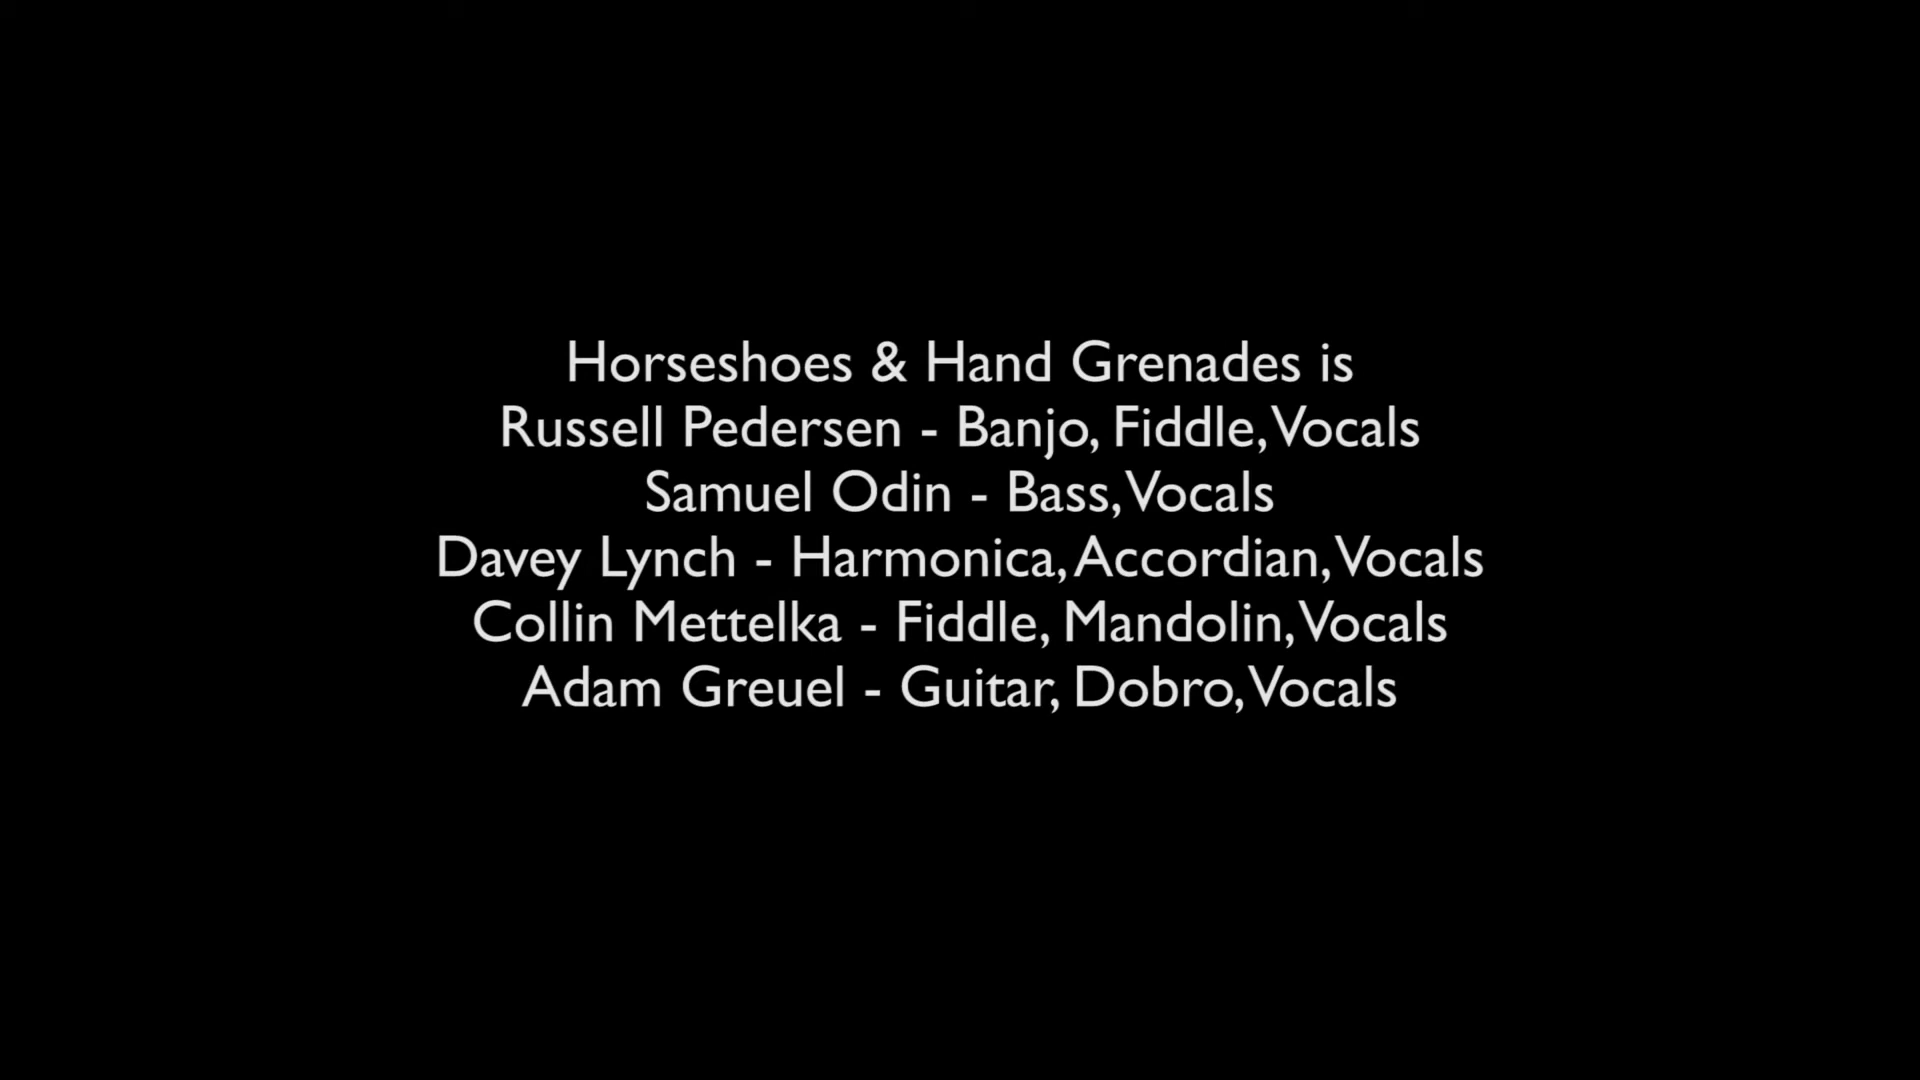 Horseshoes & Hand Grenades is
Russell Pedersen - Banjo, Fiddle, Vocals
Samuel Odin - Bass, Vocals
Davey Lynch - Harmonica, Accordian, Vocals
Collin Mettelka - Fiddle, Mandolin, Vocals
Adam Greuel - Guitar, Dobro, Vocals